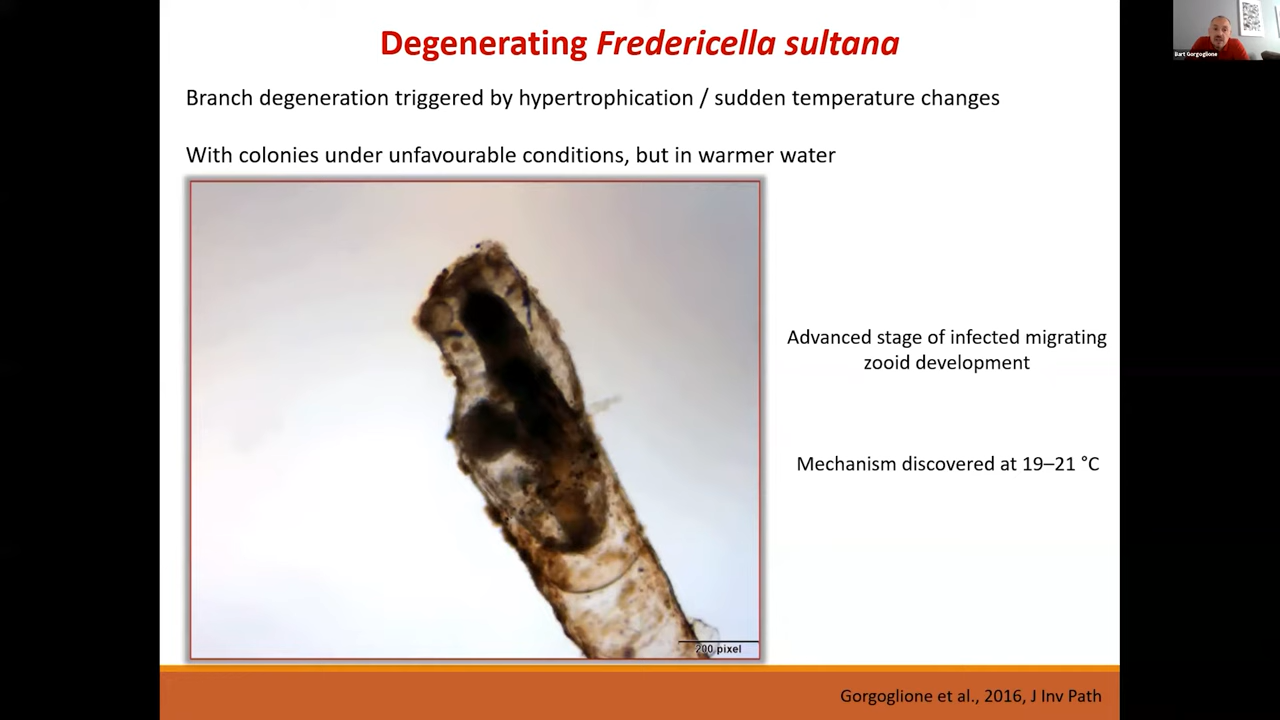 Degenerating Fredericella sultana
Bart Gorgoglione
Branch degeneration triggered by hypertrophication / sudden temperature changes
With colonies under unfavourable conditions, but in warmer water
Advanced stage of infected migrating
zooid development
Mechanism discovered at 19–21 °C
200 pixel
Gorgoglione et al., 2016, J Inv Path